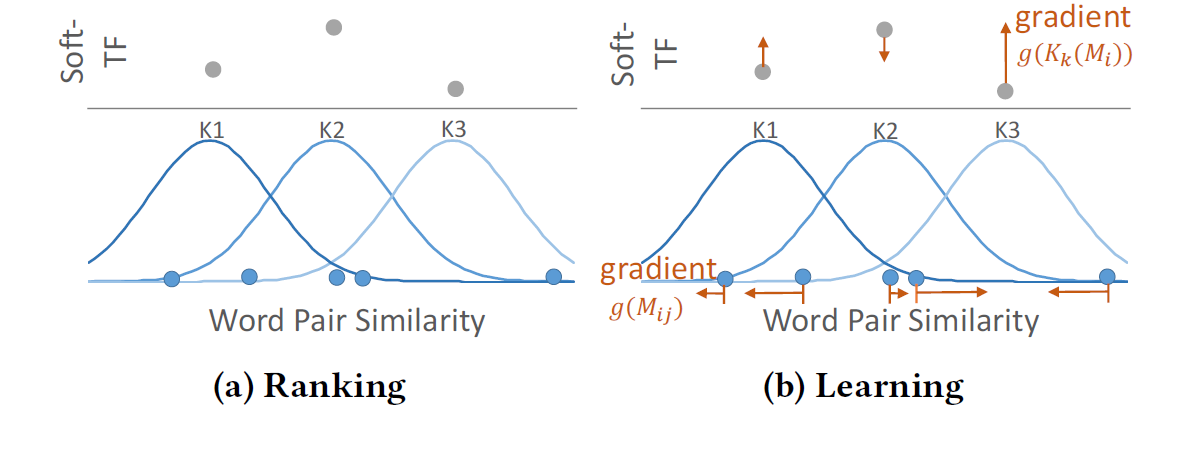 Soft-
TF
K1
K2
K3
Word Pair Similarity
(a) Ranking
Soft-
TF
gradient
g(K_k(M_i))
K1
K2
K3
gradient
g(M_{ij})
Word Pair Similarity
(b) Learning